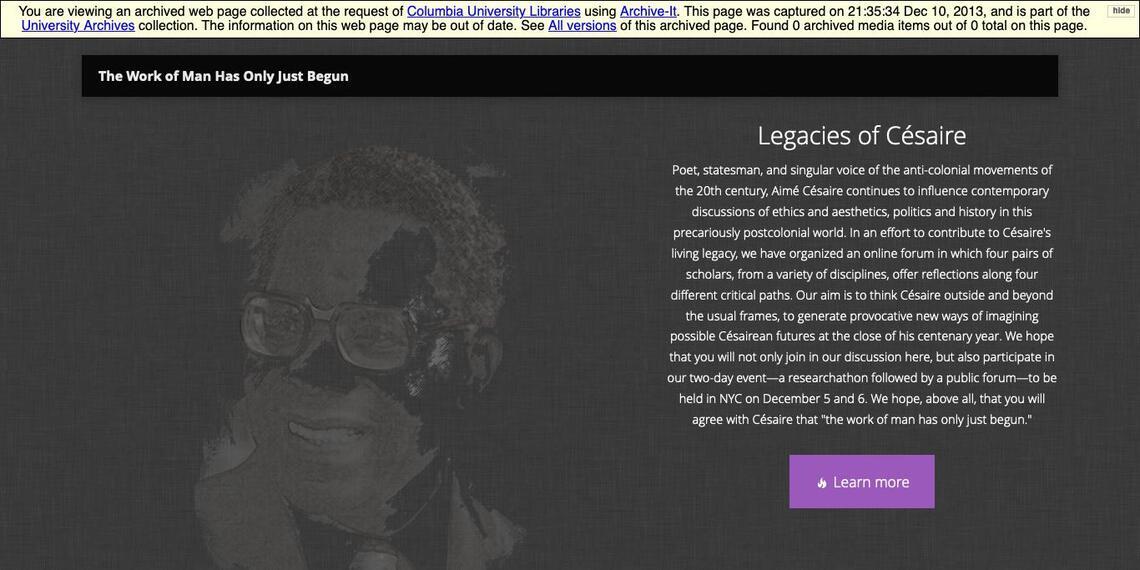 You are viewing an archived web page collected at the request of Columbia University Libraries using Archive-It. This page was captured on 21:35:34 Dec 10, 2013, and is part of the
University Archives collection. The information on this web page may be out of date. See All versions of this archived page. Found 0 archived media items out of 0 total on this page.
hide
The Work of Man Has Only Just Begun
Legacies of Césaire
Poet, statesman, and singular voice of the anti-colonial movements of
the 20th century, Aimé Césaire continues to influence contemporary
discussions of ethics and aesthetics, politics and history in this
precariously postcolonial world. In an effort to contribute to Césaire's
living legacy, we have organized an online forum in which four pairs of
scholars, from a variety of disciplines, offer reflections along four
different critical paths. Our aim is to think Césaire outside and beyond
the usual frames, to generate provocative new ways of imagining
possible Césairean futures at the close of his centenary year. We hope
that you will not only join in our discussion here, but also participate in
our two-day event—a researchathon followed by a public forum—to be
held in NYC on December 5 and 6. We hope, above all, that you will
agree with Césaire that "the work of man has only just begun."
Learn more